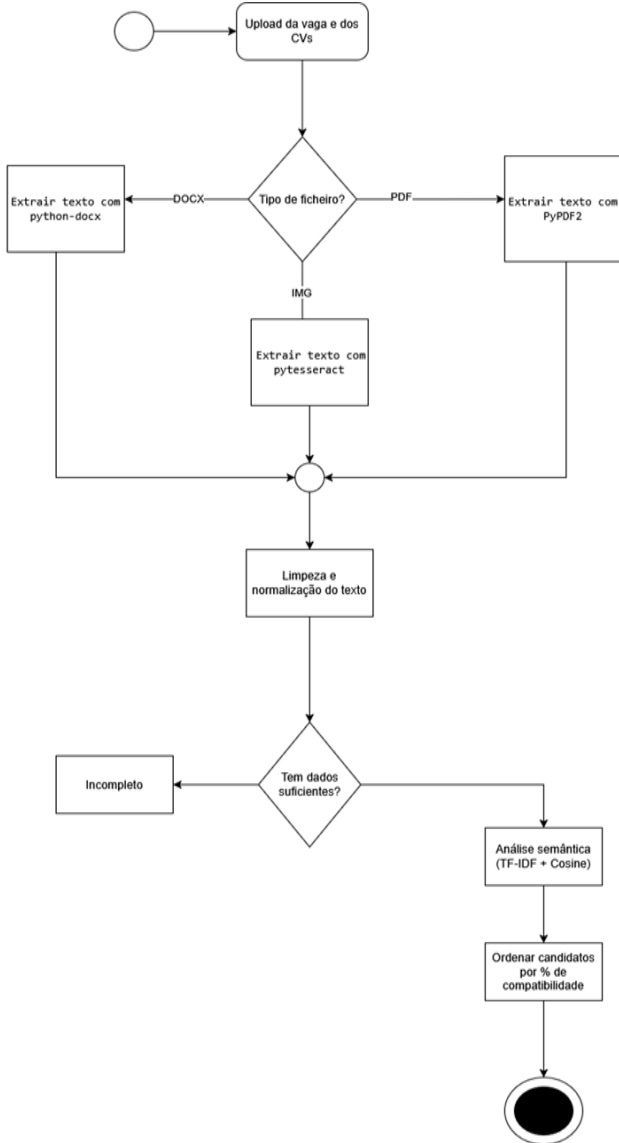 Upload da vaga e dos
CVs
Tipo de ficheiro?
DOCX
PDF
IMG
Extrair texto com
python-docx
Extrair texto com
PyPDF2
Extrair texto com
pytesseract
Limpeza e
normalização do texto
Tem dados
suficientes?
Incompleto
Análise semântica
(TF-IDF + Cosine)
Ordenar candidatos
por % de
compatibilidade